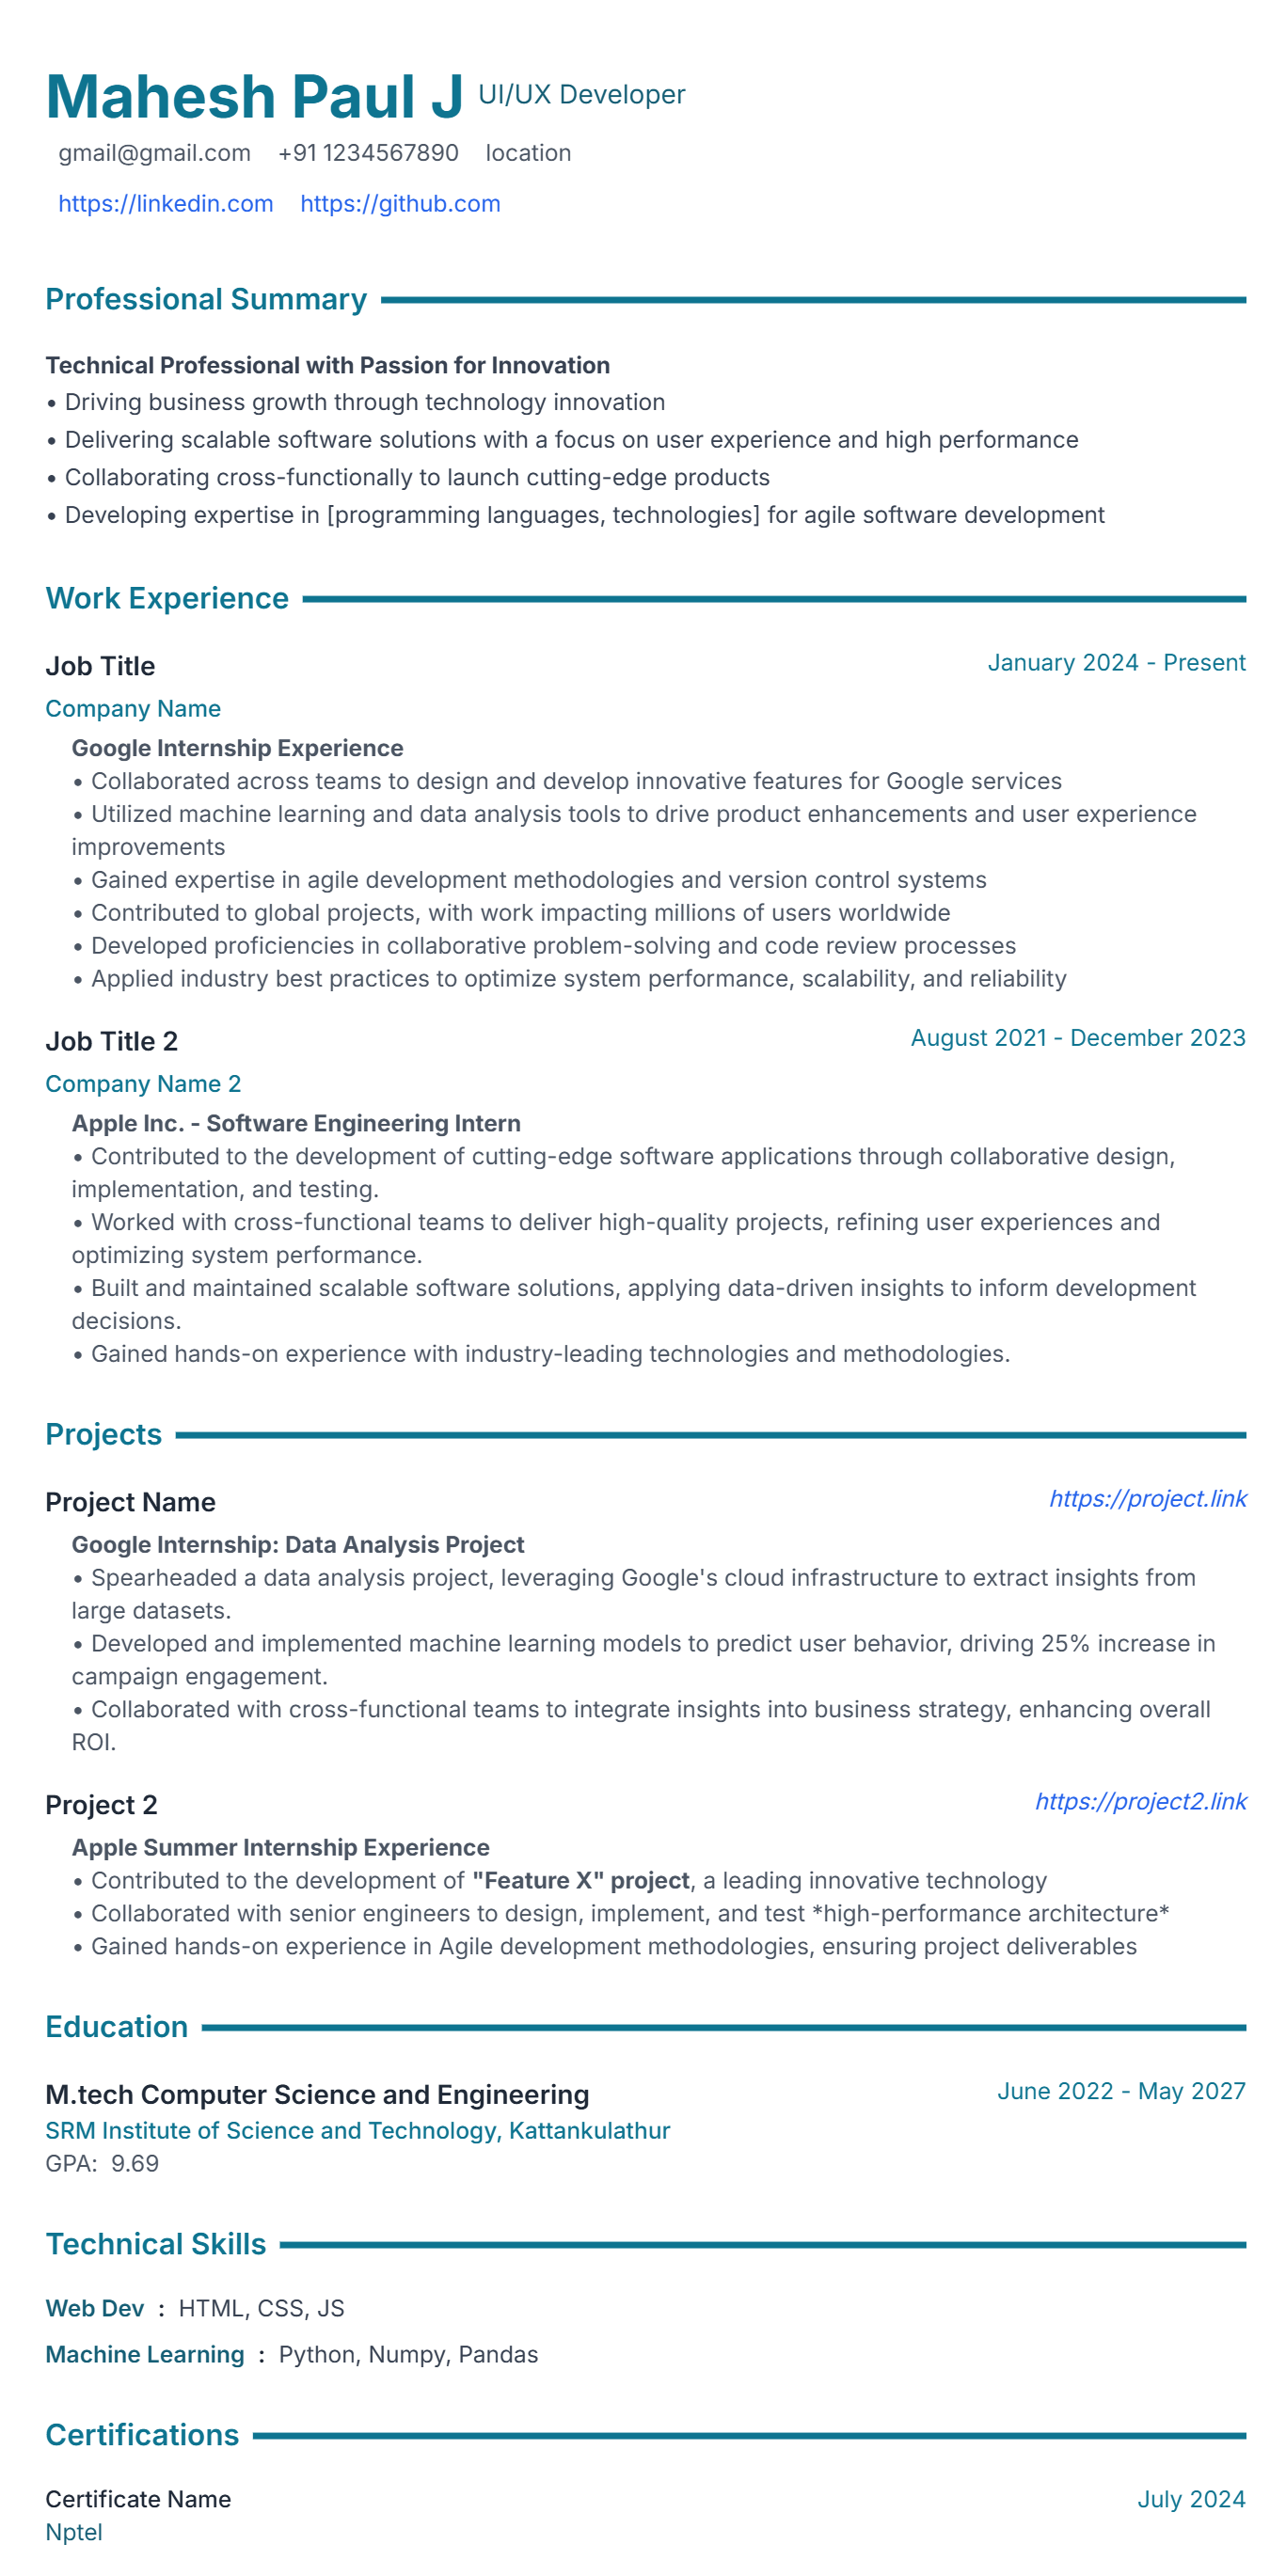 Mahesh Paul J UI/UX Developer
gmail@gmail.com +91 1234567890 location
https://linkedin.com https://github.com
Professional Summary
Technical Professional with Passion for Innovation
• Driving business growth through technology innovation
• Delivering scalable software solutions with a focus on user experience and high performance
• Collaborating cross-functionally to launch cutting-edge products
• Developing expertise in [programming languages, technologies] for agile software development
Work Experience
Job Title January 2024 - Present
Company Name
Google Internship Experience
• Collaborated across teams to design and develop innovative features for Google services
• Utilized machine learning and data analysis tools to drive product enhancements and user experience
improvements
• Gained expertise in agile development methodologies and version control systems
• Contributed to global projects, with work impacting millions of users worldwide
• Developed proficiencies in collaborative problem-solving and code review processes
• Applied industry best practices to optimize system performance, scalability, and reliability
Job Title 2 August 2021 - December 2023
Company Name 2
Apple Inc. - Software Engineering Intern
• Contributed to the development of cutting-edge software applications through collaborative design,
implementation, and testing.
• Worked with cross-functional teams to deliver high-quality projects, refining user experiences and
optimizing system performance.
• Built and maintained scalable software solutions, applying data-driven insights to inform development
decisions.
• Gained hands-on experience with industry-leading technologies and methodologies.
Projects
Project Name https://project.link
Google Internship: Data Analysis Project
• Spearheaded a data analysis project, leveraging Google's cloud infrastructure to extract insights from
large datasets.
• Developed and implemented machine learning models to predict user behavior, driving 25% increase in
campaign engagement.
• Collaborated with cross-functional teams to integrate insights into business strategy, enhancing overall
ROI.
Project 2 https://project2.link
Apple Summer Internship Experience
• Contributed to the development of "Feature X" project, a leading innovative technology
• Collaborated with senior engineers to design, implement, and test *high-performance architecture*
• Gained hands-on experience in Agile development methodologies, ensuring project deliverables
Education
M.tech Computer Science and Engineering June 2022 - May 2027
SRM Institute of Science and Technology, Kattankulathur
GPA: 9.69
Technical Skills
Web Dev : HTML, CSS, JS
Machine Learning : Python, Numpy, Pandas
Certifications
Certificate Name July 2024
Nptel